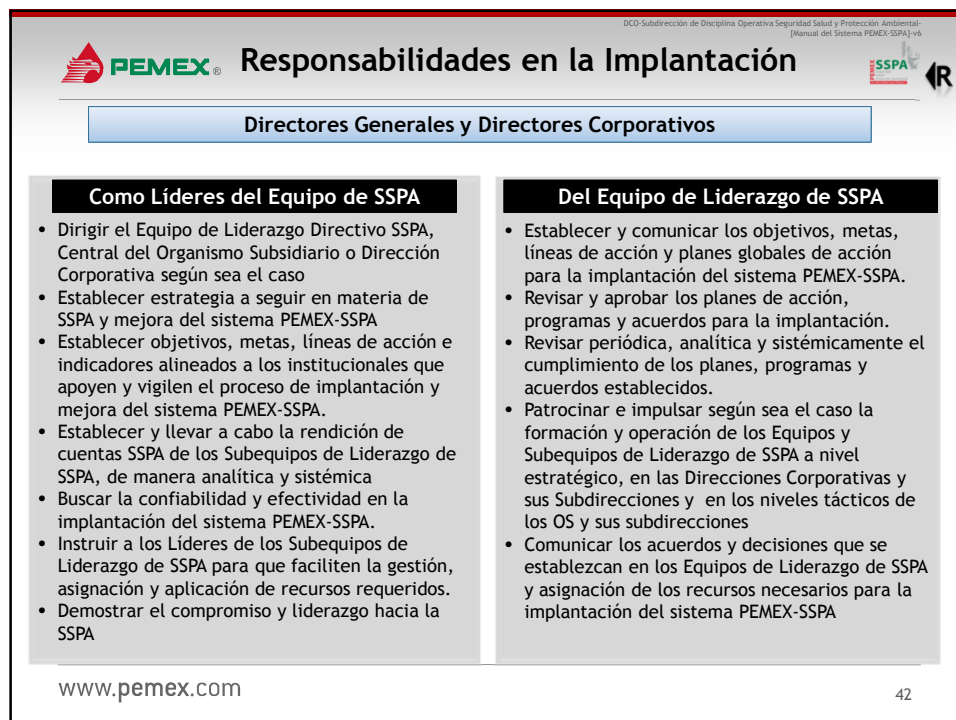 DCO-Subdirección de Disciplina Operativa Seguridad Salud y Protección Ambiental-
[Manual del Sistema PEMEX-SSPA]-v6
PEMEX®
Responsabilidades en la Implantación
PEMEX
SSPA
R
Directores Generales y Directores Corporativos
Como Líderes del Equipo de SSPA
• Dirigir el Equipo de Liderazgo Directivo SSPA,
Central del Organismo Subsidiario o Dirección
Corporativa según sea el caso
• Establecer estrategia a seguir en materia de
SSPA y mejora del sistema PEMEX-SSPA
• Establecer objetivos, metas, líneas de acción e
indicadores alineados a los institucionales que
apoyen y vigilen el proceso de implantación y
mejora del sistema PEMEX-SSPA.
• Establecer y llevar a cabo la rendición de
cuentas SSPA de los Subequipos de Liderazgo de
SSPA, de manera analítica y sistémica
• Buscar la confiabilidad y efectividad en la
implantación del sistema PEMEX-SSPA.
• Instruir a los Líderes de los Subequipos de
Liderazgo de SSPA para que faciliten la gestión,
asignación y aplicación de recursos requeridos.
• Demostrar el compromiso y liderazgo hacia la
SSPA
Del Equipo de Liderazgo de SSPA
• Establecer y comunicar los objetivos, metas,
líneas de acción y planes globales de acción
para la implantación del sistema PEMEX-SSPA.
• Revisar y aprobar los planes de acción,
programas y acuerdos para la implantación.
• Revisar periódica, analítica y sistémicamente el
cumplimiento de los planes, programas y
acuerdos establecidos.
• Patrocinar e impulsar según sea el caso la
formación y operación de los Equipos y
Subequipos de Liderazgo de SSPA a nivel
estratégico, en las Direcciones Corporativas y
sus Subdirecciones y en los niveles tácticos de
los OS y sus subdirecciones
• Comunicar los acuerdos y decisiones que se
establezcan en los Equipos de Liderazgo de SSPA
y asignación de los recursos necesarios para la
implantación del sistema PEMEX-SSPA
www.pemex.com
42